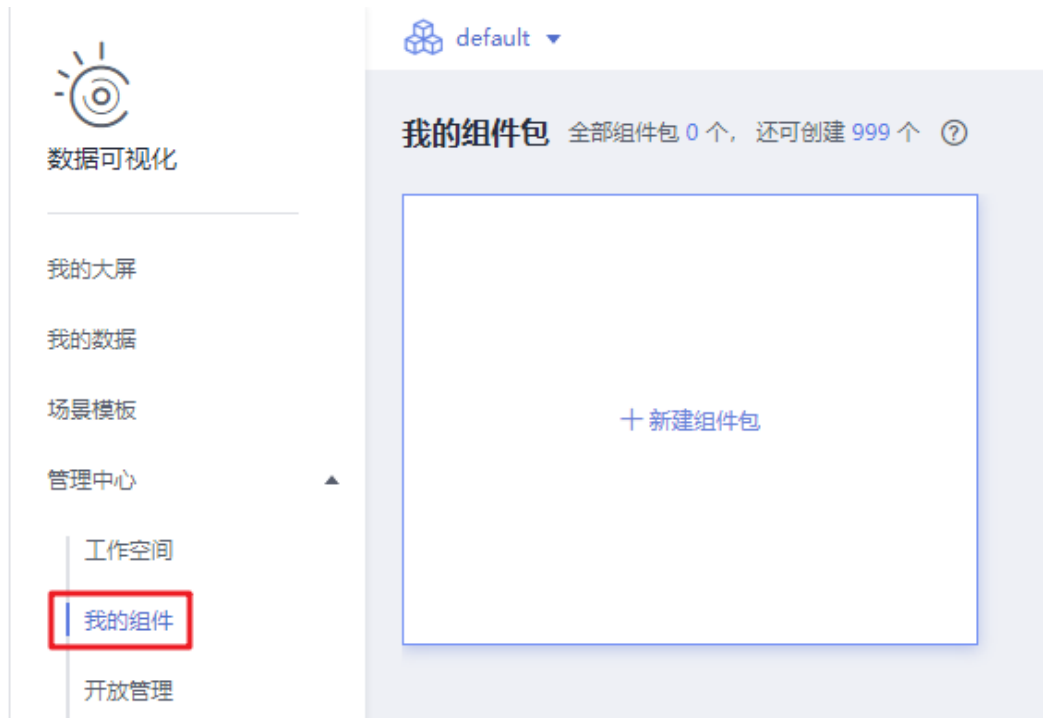 default
数据可视化
我的大屏
我的数据
场景模板
管理中心
工作空间
我的组件
开放管理
我的组件包 全部组件包 0 个, 还可创建 999 个 ?
+ 新建组件包